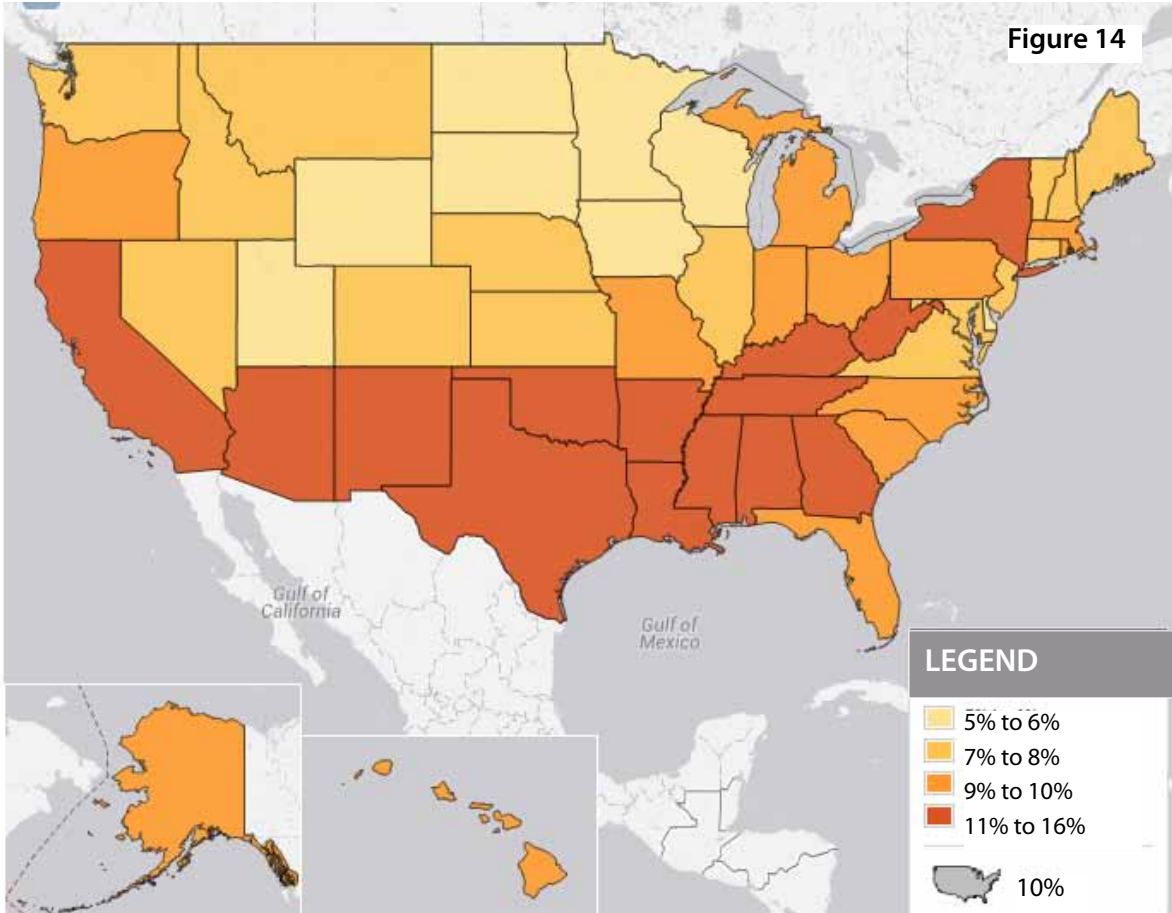 Figure 14
Gulf of
California
Gulf of
Mexico
LEGEND
5% to 6%
7% to 8%
9% to 10%
11% to 16%
10%